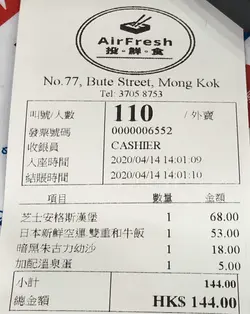 AirFresh
投·鮮·食
No.77, Bute Street, Mong Kok
Tel: 3705 8753
叫號/人數 110 /外賣
發票號碼 0000006552
收銀員 CASHIER
入座時間 2020/04/14 14:01:09
結賬時間 2020/04/14 14:01:10
項目 數量 金額
芝士安格斯漢堡 1 68.00
日本新鮮空運雙重和牛飯 1 53.00
暗黑朱古力幼沙 1 18.00
加配溫泉蛋 1 5.00
小計 144.00
總金額 HK$ 144.00